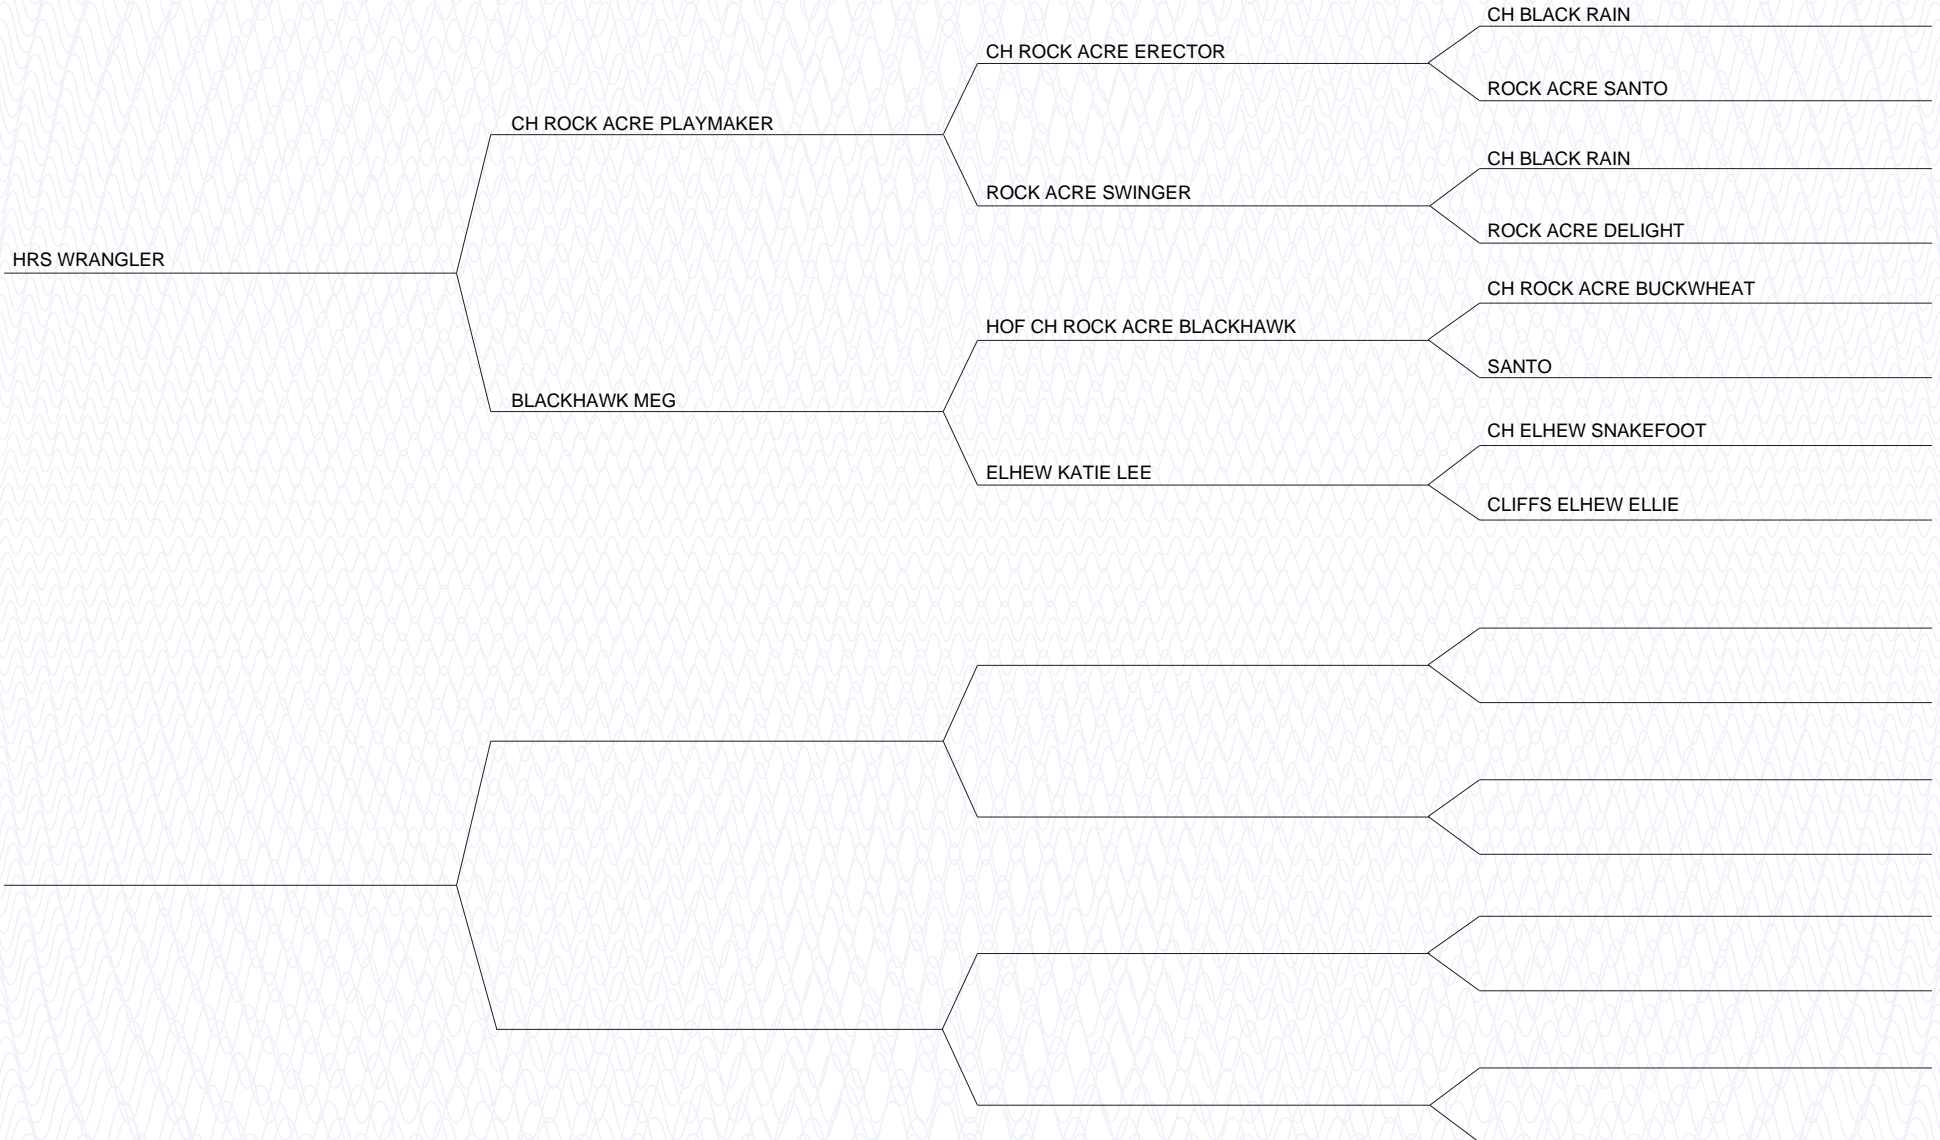 CH BLACK RAIN
CH ROCK ACRE ERECTOR
ROCK ACRE SANTO
CH ROCK ACRE PLAYMAKER
CH BLACK RAIN
ROCK ACRE SWINGER
ROCK ACRE DELIGHT
HRS WRANGLER
CH ROCK ACRE BUCKWHEAT
HOF CH ROCK ACRE BLACKHAWK
SANTO
BLACKHAWK MEG
CH ELHEW SNAKEFOOT
ELHEW KATIE LEE
CLIFFS ELHEW ELLIE